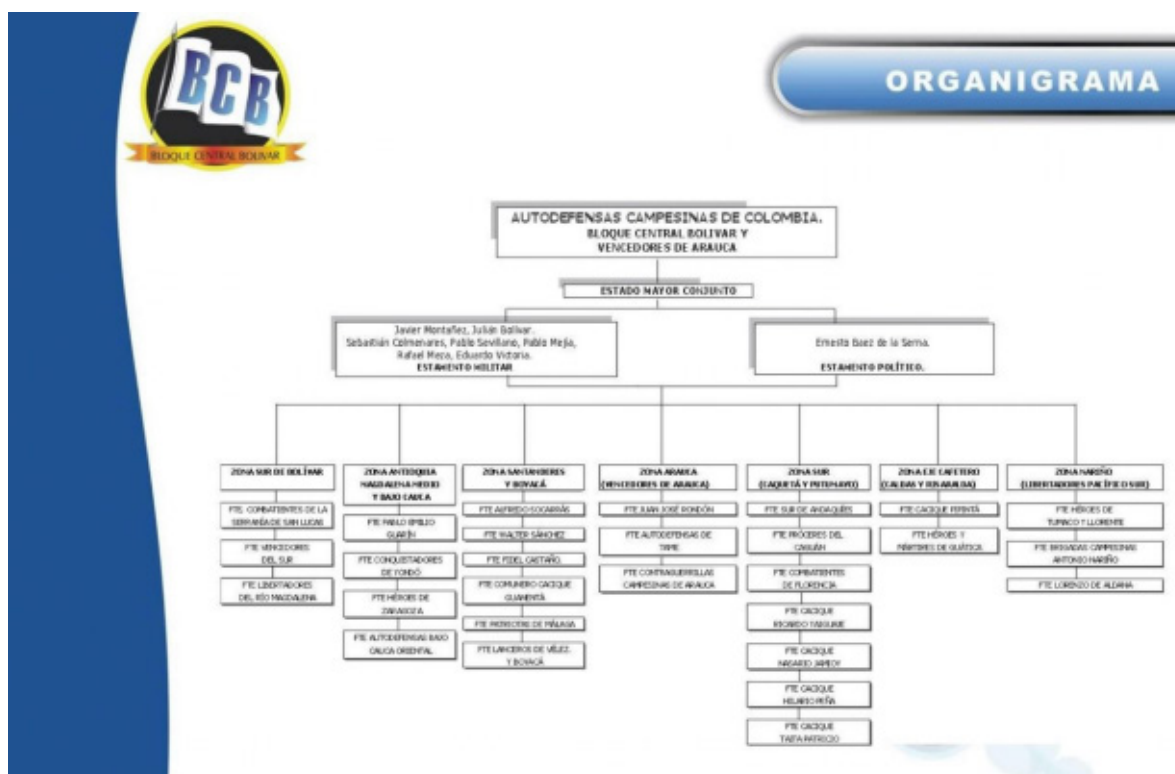 BCB
BLOQUE CENTRAL BOLIVAR
ORGANIGRAMA
AUTODEFENSAS CAMPESINAS DE COLOMBIA.
BLOQUE CENTRAL BOLIVAR Y
VENCEDORES DE ARAUCA
ESTADO MAYOR CONJUNTO
Javier Montañez, Julián Bolívar.
Sebastián Colmenares, Pablo Sevillano, Pablo Mejía,
Rafael Meza, Eduardo Victoria.
ESTAMENTO MILITAR
Ernesto Baez de la Serna.
ESTAMENTO POLÍTICO.
ZONA SUR DE BOLÍVAR
FTE. COMBATIENTES DE LA
SERRANÍA DE SAN LUCAS
FTE VENCEDORES
DEL SUR
FTE LIBERTADORES
DEL RÍO MAGDALENA
ZONA ANTIOQUIA
MAGDALENA MEDIO
Y BAJO CAUCA
FTE PABLO EMILIO
GUARÍN
FTE CONQUISTADORES
DE YONDÓ
FTE HÉROES DE
ZARAGOZA
FTE AUTODEFENSAS BAJO
CAUCA ORIENTAL
ZONA SANTANDERES
Y BOYACÁ
FTE ALFREDO SOCARRÁS
FTE WALTER SÁNCHEZ
FTE FIDEL CASTAÑO.
FTE COMUNERO CACIQUE
GUANENTÁ
FTE PATRIOTAS DE MÁLAGA
FTE LANCEROS DE VÉLEZ.
Y BOYACÁ
ZONA ARAUCA
(VENCEDORES DE ARAUCA)
FTE JUAN JOSÉ RONDÓN
FTE AUTODEFENSAS DE
TAME
FTE CONTRAGUERRILLAS
CAMPESINAS DE ARAUCA
ZONA SUR
(CAQUETÁ Y PUTUMAYO)
FTE SUR DE ANDAQUÍES
FTE PRÓCERES DEL
CAGUÁN
FTE COMBATIENTES
DE FLORENCIA
FTE CACIQUE
RICARDO
FTE CACIQUE
JAMIOY
FTE CACIQUE
HILARIO PEÑA
FTE CACIQUE
TAITA PATRICIO
ZONA EJE CAFETERO
(CALDAS Y RISARALDA)
FTE CACIQUE PIPINTÁ
FTE HÉROES Y
MÁRTIRES DE GUÁTICA
ZONA NARIÑO
(LIBERTADORES PACÍFICO SUR)
FTE HÉROES DE
TUMACO Y LLORENTE
FTE BRIGADAS CAMPESINAS
ANTONIO NARIÑO
FTE LORENZO DE ALDANA